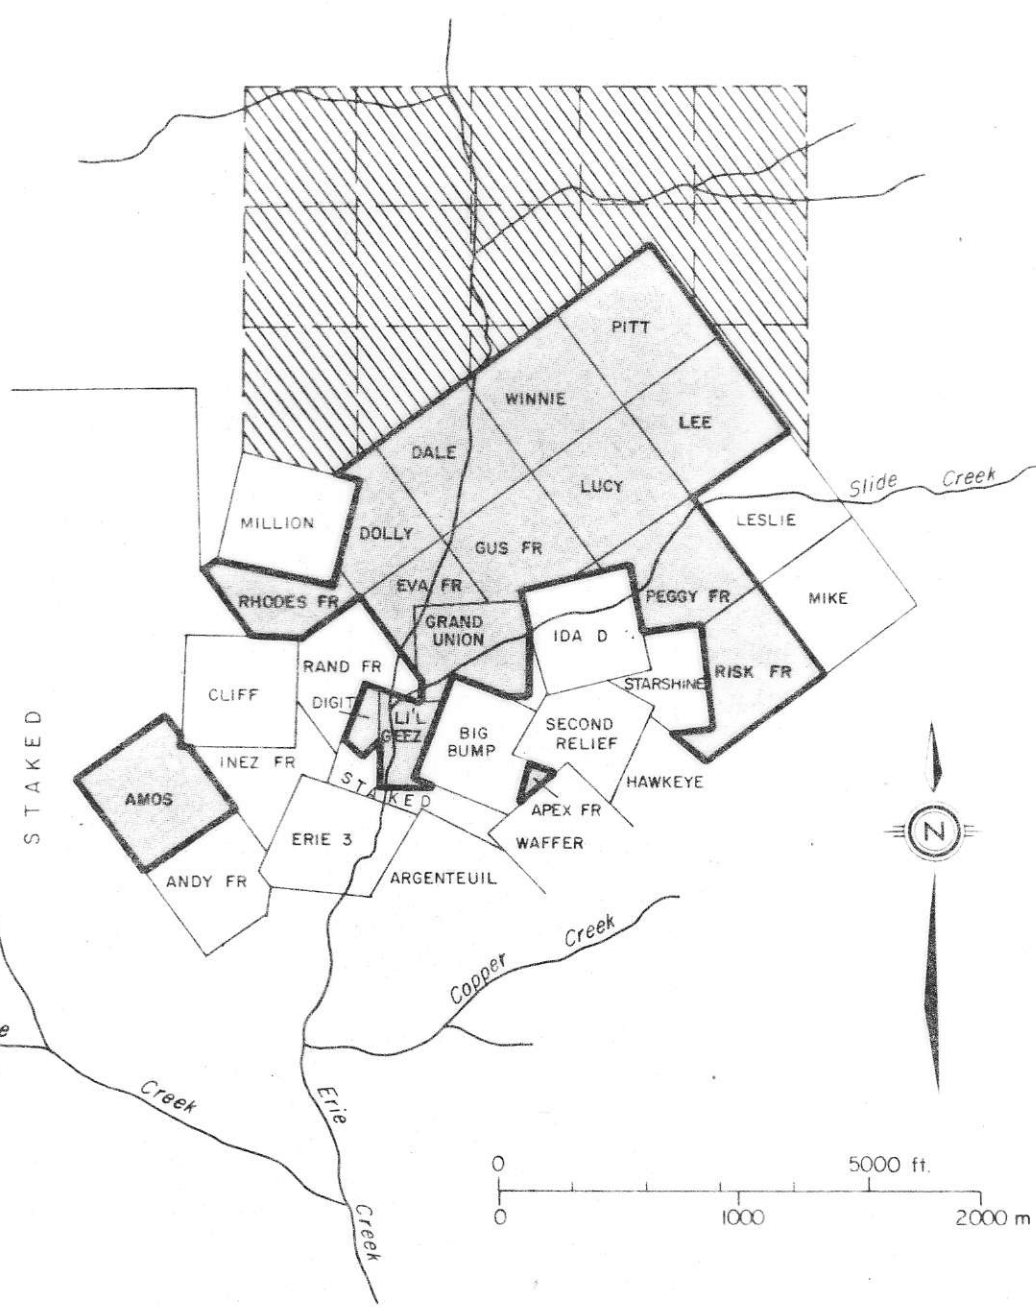 PITT
WINNIE
LEE
DALE
LUCY
Slide Creek
MILLION
DOLLY
GUS FR
LESLIE
EVA FR
RHODES FR
PEGGY FR
MIKE
GRAND
UNION
IDA D
RAND FR
CLIFF
DIGIT
LI'L
GEEZ
STARSHINE
RISK FR
BIG
BUMP
SECOND
RELIEF
STAKED
INEZ FR
STAKED
HAWKEYE
AMOS
APEX FR
ERIE 3
WAFFER
N
ANDY FR
ARGENTEUIL
Copper Creek
e
Creek
Erie
Creek
0 5000 ft.
0 1000 2000 m